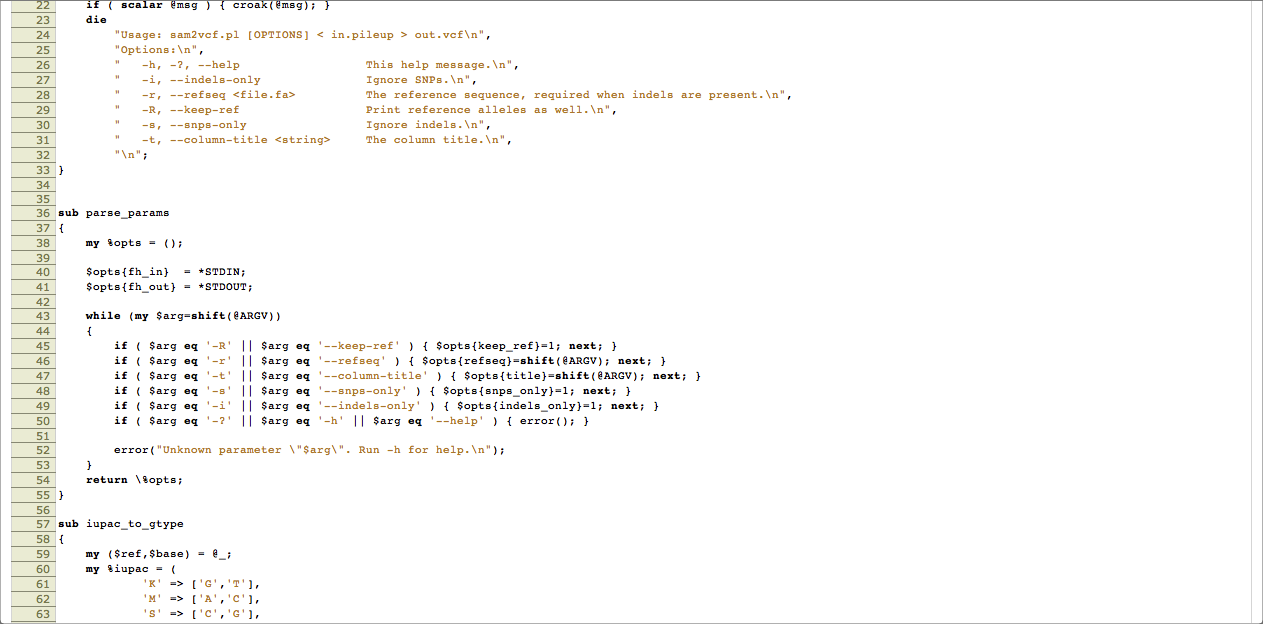 22     if ( scalar @msg ) { croak(@msg); }
23     die
24         "Usage: sam2vcf.pl [OPTIONS] < in.pileup > out.vcf\n",
25         "Options:\n",
26         "   -h, -?, --help                  This help message.\n",
27         "   -i, --indels-only               Ignore SNPs.\n",
28         "   -r, --refseq <file.fa>          The reference sequence, required when indels are present.\n",
29         "   -R, --keep-ref                  Print reference alleles as well.\n",
30         "   -s, --snps-only                 Ignore indels.\n",
31         "   -t, --column-title <string>     The column title.\n",
32         "\n";
33 }
34
35
36 sub parse_params
37 {
38     my %opts = ();
39
40     $opts{fh_in}  = *STDIN;
41     $opts{fh_out} = *STDOUT;
42
43     while (my $arg=shift(@ARGV))
44     {
45         if ( $arg eq '-R' || $arg eq '--keep-ref' ) { $opts{keep_ref}=1; next; }
46         if ( $arg eq '-r' || $arg eq '--refseq' ) { $opts{refseq}=shift(@ARGV); next; }
47         if ( $arg eq '-t' || $arg eq '--column-title' ) { $opts{title}=shift(@ARGV); next; }
48         if ( $arg eq '-s' || $arg eq '--snps-only' ) { $opts{snps_only}=1; next; }
49         if ( $arg eq '-i' || $arg eq '--indels-only' ) { $opts{indels_only}=1; next; }
50         if ( $arg eq '-?' || $arg eq '-h' || $arg eq '--help' ) { error(); }
51
52         error("Unknown parameter \"$arg\". Run -h for help.\n");
53     }
54     return \%opts;
55 }
56
57 sub iupac_to_gtype
58 {
59     my ($ref,$base) = @_;
60     my %iupac = (
61             'K' => ['G','T'],
62             'M' => ['A','C'],
63             'S' => ['C','G'],